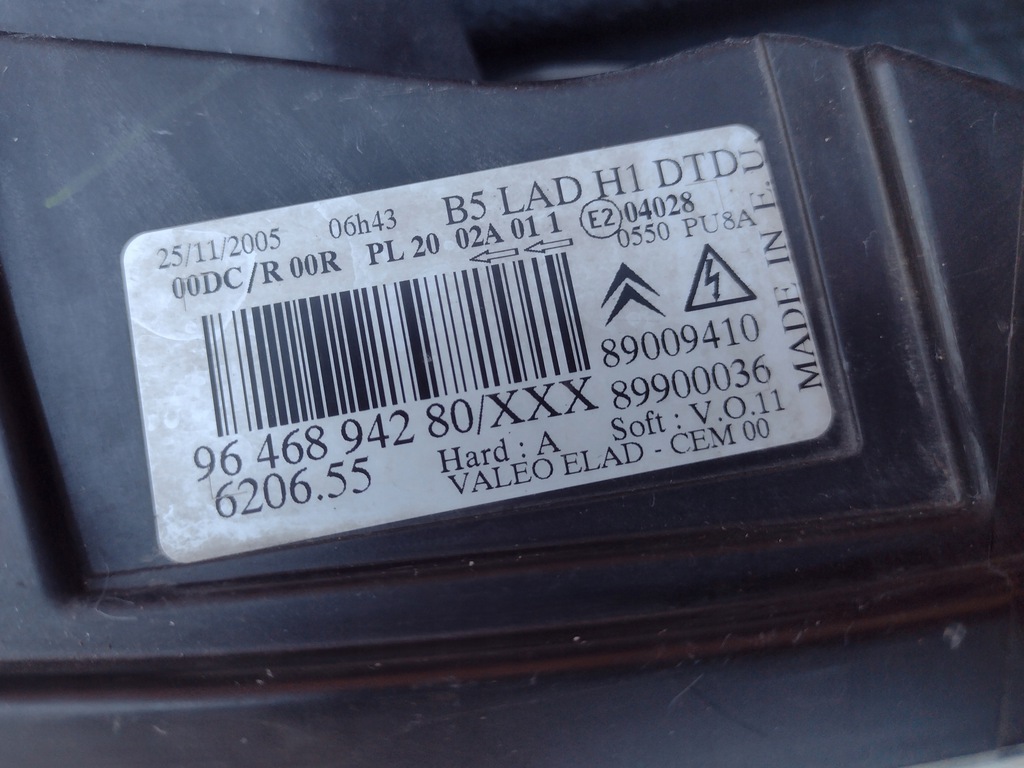 25/11/2005 06h43 B5 LAD H1 DTD
00DC/R 00R PL 20 02A 01 1 E2 04028
0550 PU8A
89009410
96 468 942 80/XXX 89900036
6206.55 Hard : A Soft : V.O.11
VALEO ELAD - CEM 00
MADE IN E.U.